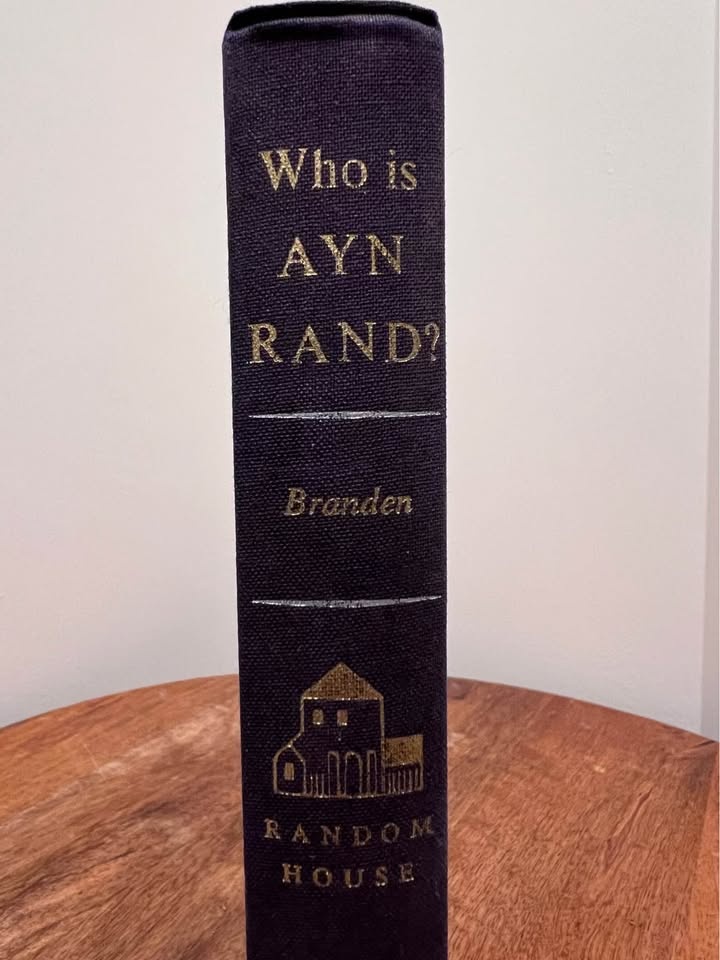 Who is
AYN
RAND?
Branden
RANDOM
HOUSE